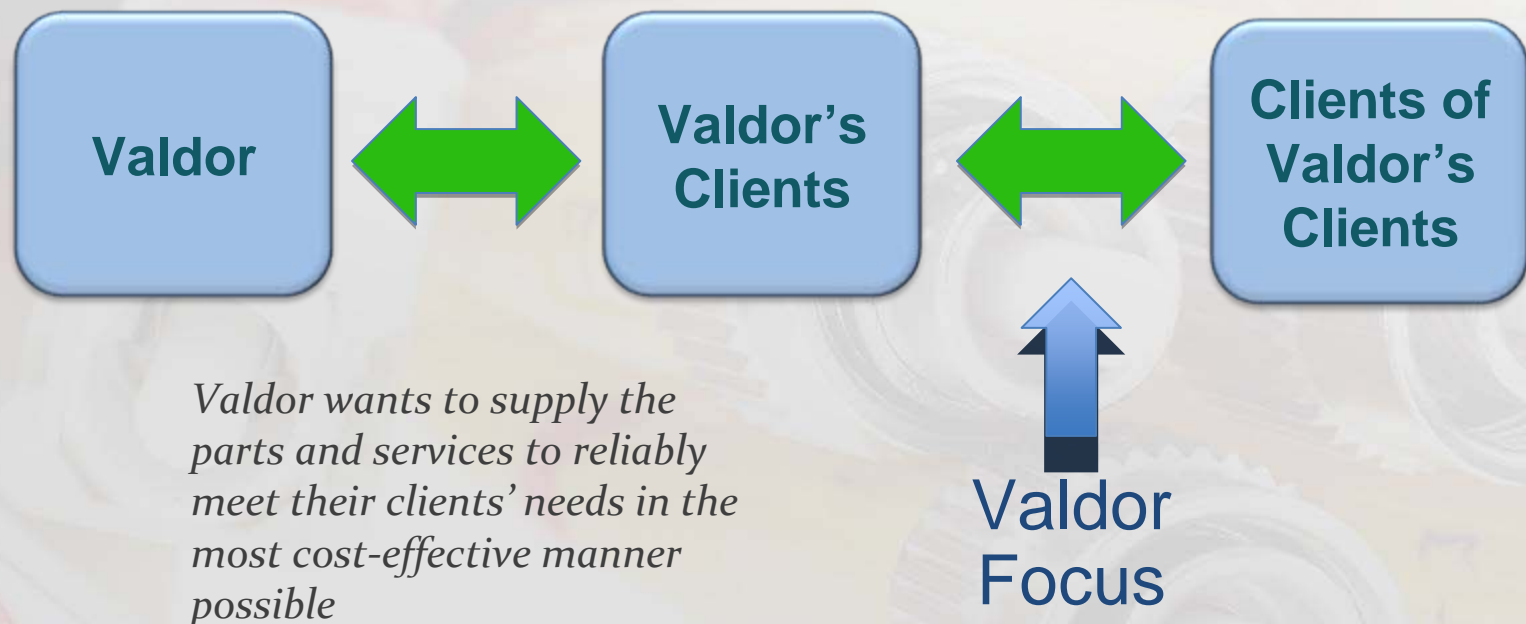 Valdor
Valdor’s
Clients
Clients of
Valdor’s
Clients
Valdor wants to supply the
parts and services to reliably
meet their clients’ needs in the
most cost-effective manner
possible
Valdor
Focus